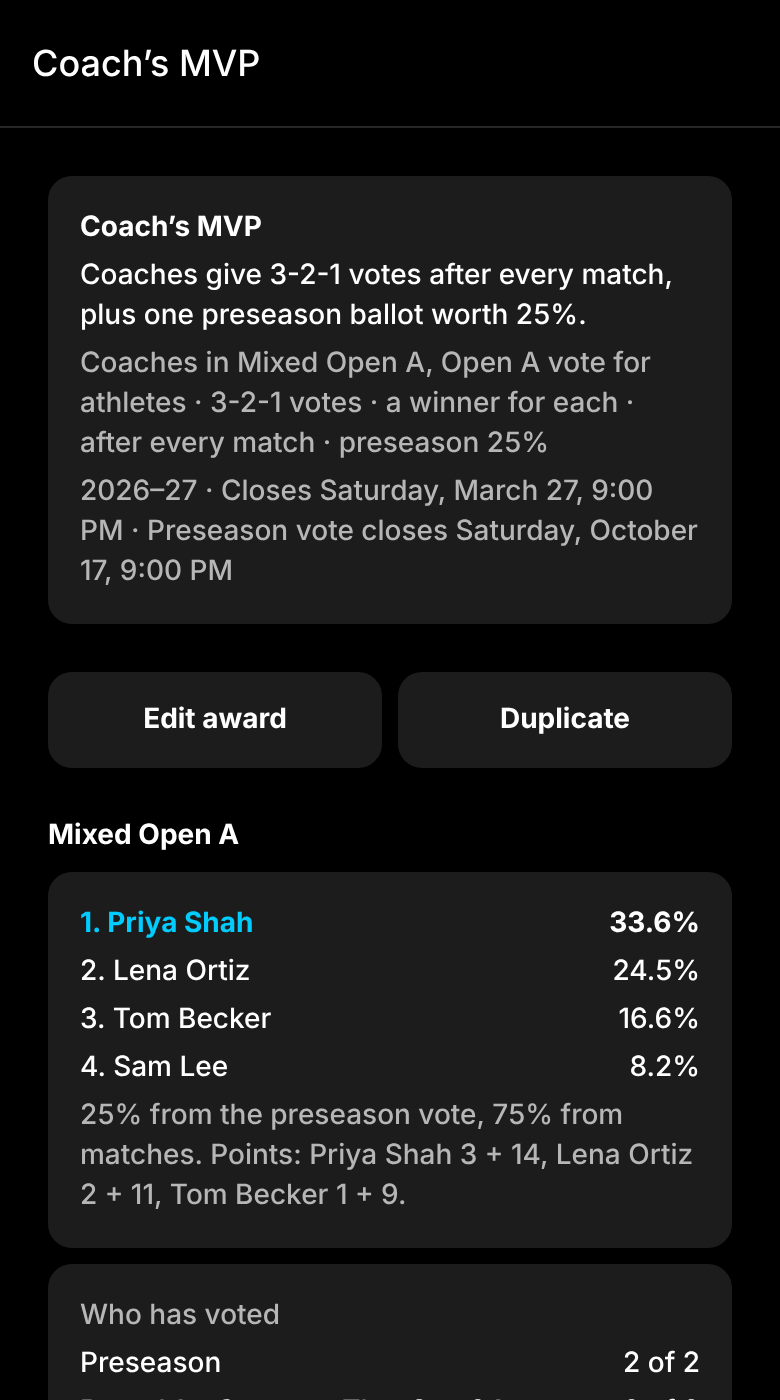 Coach’s MVP
Coach’s MVP
Coaches give 3-2-1 votes after every match,
plus one preseason ballot worth 25%.
Coaches in Mixed Open A, Open A vote for
athletes · 3-2-1 votes · a winner for each ·
after every match · preseason 25%
2026–27 · Closes Saturday, March 27, 9:00
PM · Preseason vote closes Saturday, October
17, 9:00 PM
Edit award Duplicate
Mixed Open A
1. Priya Shah 33.6%
2. Lena Ortiz 24.5%
3. Tom Becker 16.6%
4. Sam Lee 8.2%
25% from the preseason vote, 75% from
matches. Points: Priya Shah 3 + 14, Lena Ortiz
2 + 11, Tom Becker 1 + 9.
Who has voted
Preseason 2 of 2